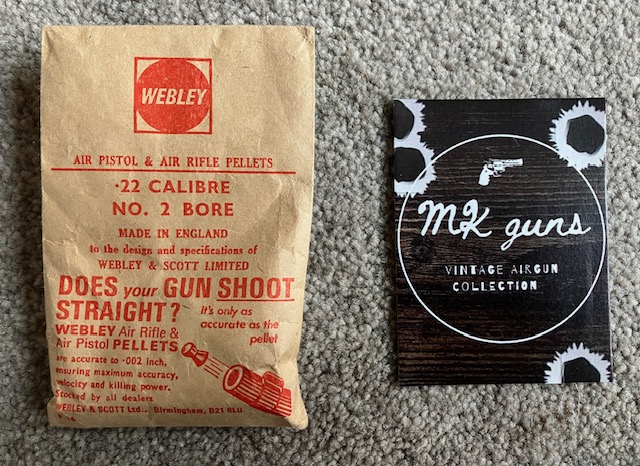 WEBLEY
AIR PISTOL & AIR RIFLE PELLETS
·22 CALIBRE
NO. 2 BORE
MADE IN ENGLAND
to the design and specifications of
WEBLEY & SCOTT LIMITED
DOES your GUN SHOOT
STRAIGHT?
It's only as
accurate as the
pellet
WEBLEY Air Rifle &
Air Pistol PELLETS
are accurate to ·002 inch,
ensuring maximum accuracy,
velocity and killing power.
Stocked by all dealers
WEBLEY & SCOTT Ltd., Birmingham, B21 8LU
MK guns
VINTAGE AIRGUN
COLLECTION